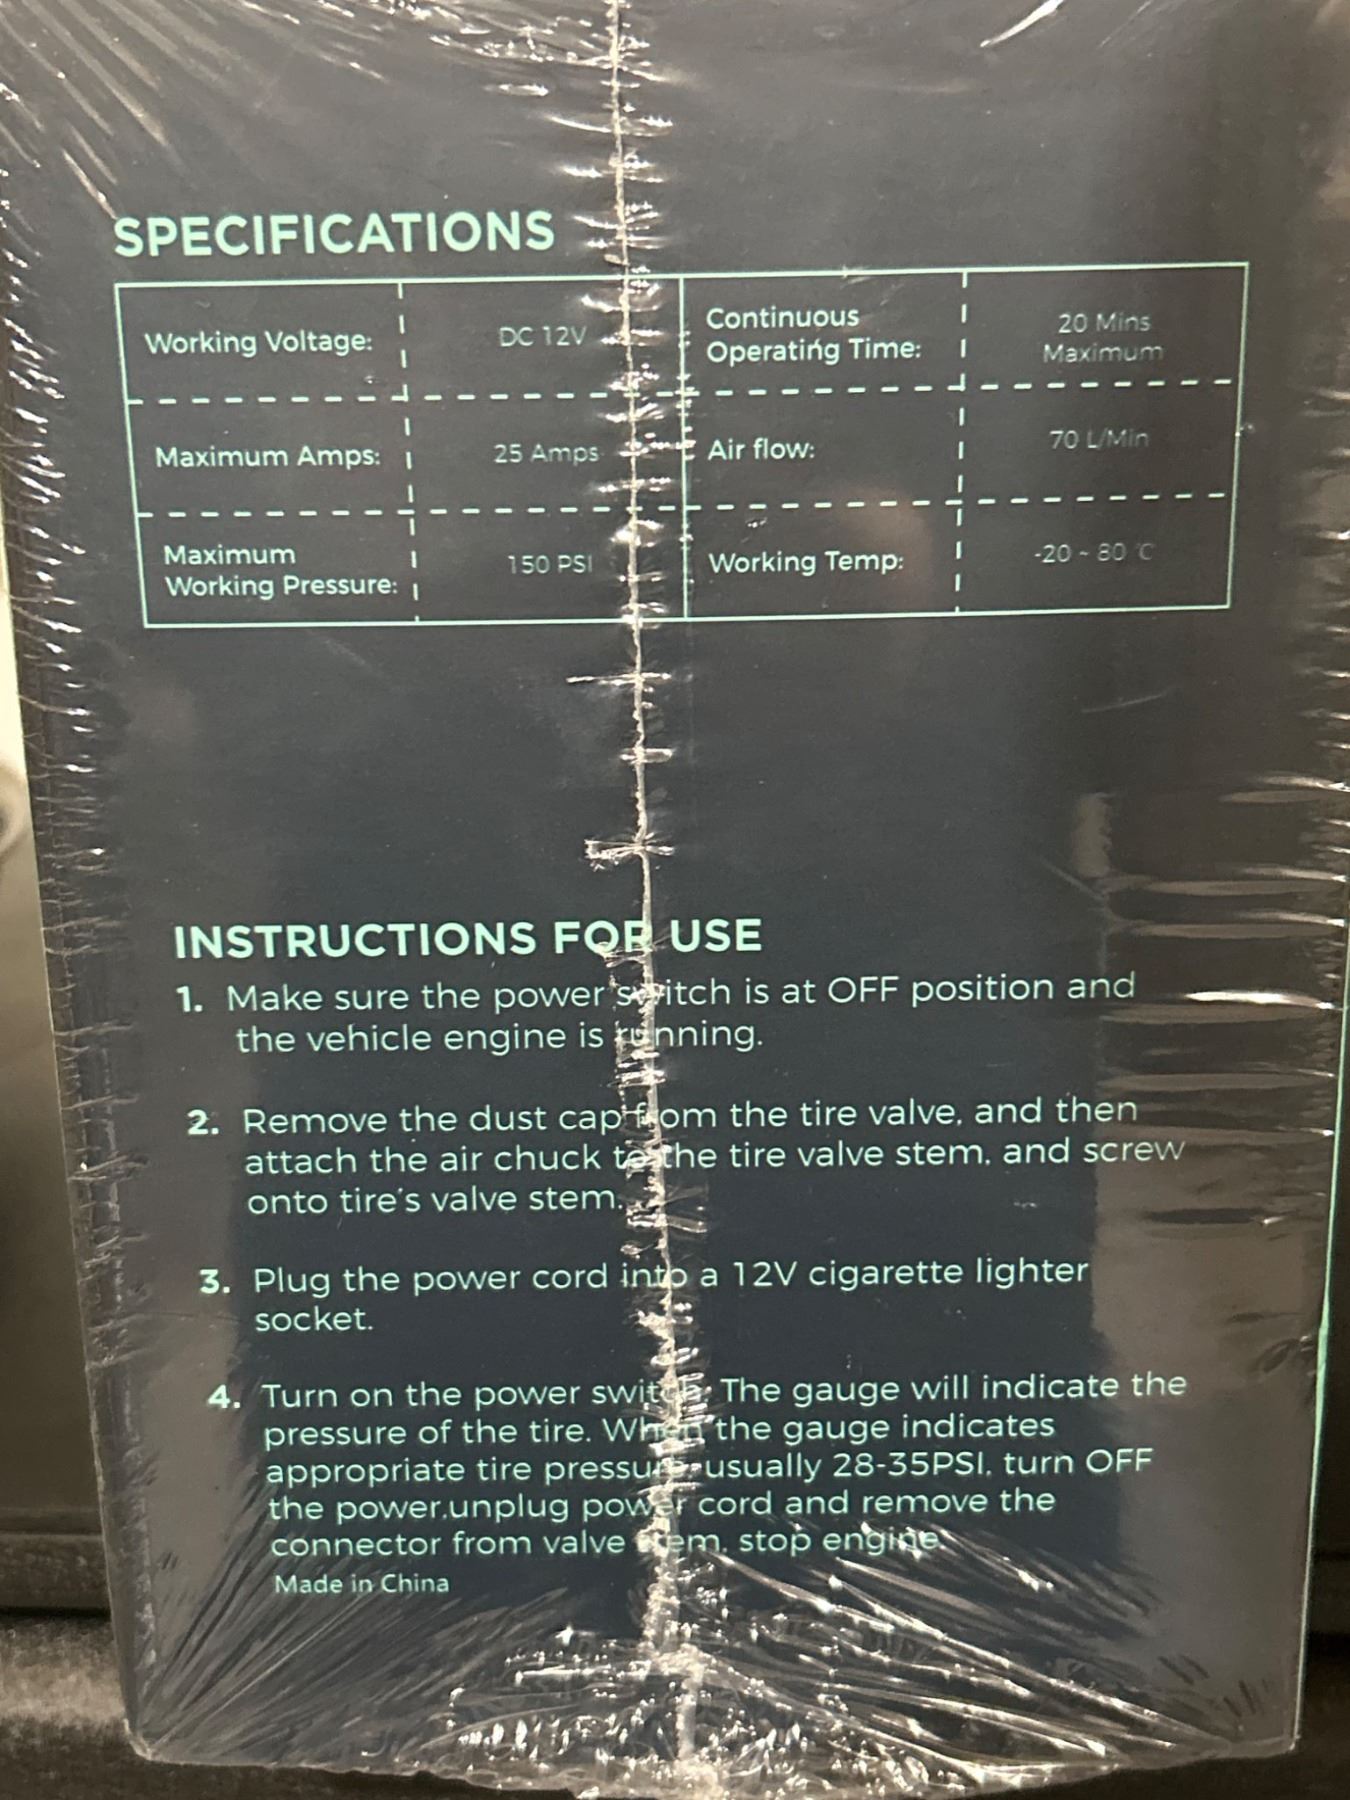 SPECIFICATIONS
Working Voltage:
DC 12V
Continuous
Operating Time:
20 Mins
Maximum
Maximum Amps:
25 Amps
Air flow:
70 L/Min
Maximum
Working Pressure:
150 PSI
Working Temp:
-20 ~ 80 °C
INSTRUCTIONS FOR USE
1. Make sure the power switch is at OFF position and
the vehicle engine is running.
2. Remove the dust cap from the tire valve, and then
attach the air chuck to the tire valve stem, and screw
onto tire's valve stem.
3. Plug the power cord into a 12V cigarette lighter
socket.
4. Turn on the power switch. The gauge will indicate the
pressure of the tire. When the gauge indicates
appropriate tire pressure-usually 28-35PSI, turn OFF
the power,unplug power cord and remove the
connector from valve stem, stop engine.
Made in China